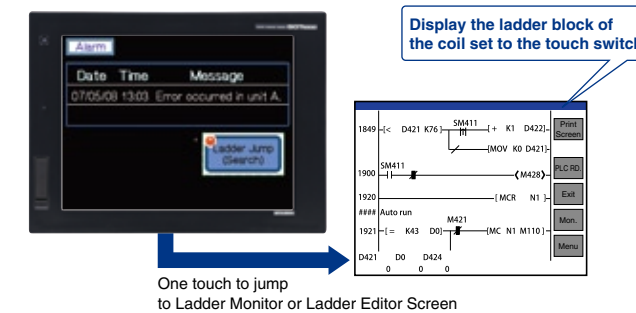 Alarm
Date Time Message
07/05/08 13:03 Error occurred in unit A.
Ladder Jump
(Search)
Display the ladder block of
the coil set to the touch switch
1849 [< D421 K76 ] SM411 [ + K1 D422]
[MOV K0 D421]
SM411
1900 (M428)
1920 [ MCR N1 ]
#### Auto run
1921 [ = K43 D0] M421 [MC N1 M110 ]
D421 D0 D424
0 0 0
Print
Screen
PLC RD.
Exit
Mon.
Menu
One touch to jump
to Ladder Monitor or Ladder Editor Screen